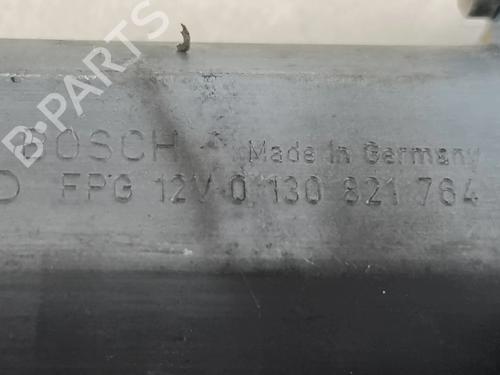 BOSCH Made in Germany
D FPG 12V 0 130 821 764
B-PARTS